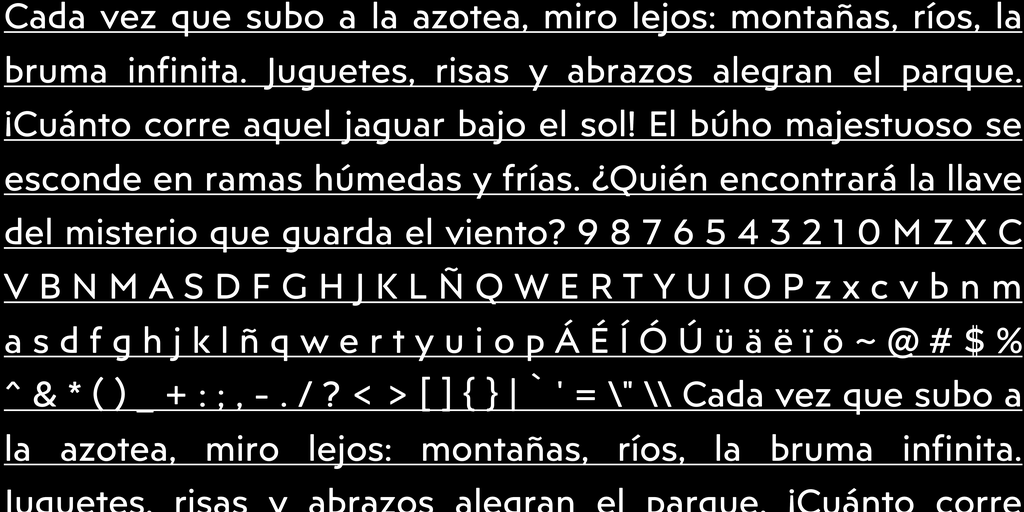 Cada vez que subo a la azotea, miro lejos: montañas, ríos, la
bruma infinita. Juguetes, risas y abrazos alegran el parque.
¡Cuánto corre aquel jaguar bajo el sol! El búho majestuoso se
esconde en ramas húmedas y frías. ¿Quién encontrará la llave
del misterio que guarda el viento? 9 8 7 6 5 4 3 2 1 0 M Z X C
V B N M A S D F G H J K L Ñ Q W E R T Y U I O P z x c v b n m
a s d f g h j k l ñ q w e r t y u i o p Á É Í Ó Ú ü ä ë ï ö ~ @ # $ %
^ & * ( ) _ + : ; , - . / ? < > [ ] { } | ` ' = \" \\ Cada vez que subo a
la azotea, miro lejos: montañas, ríos, la bruma infinita.
Juguetes, risas y abrazos alegran el parque. ¡Cuánto corre